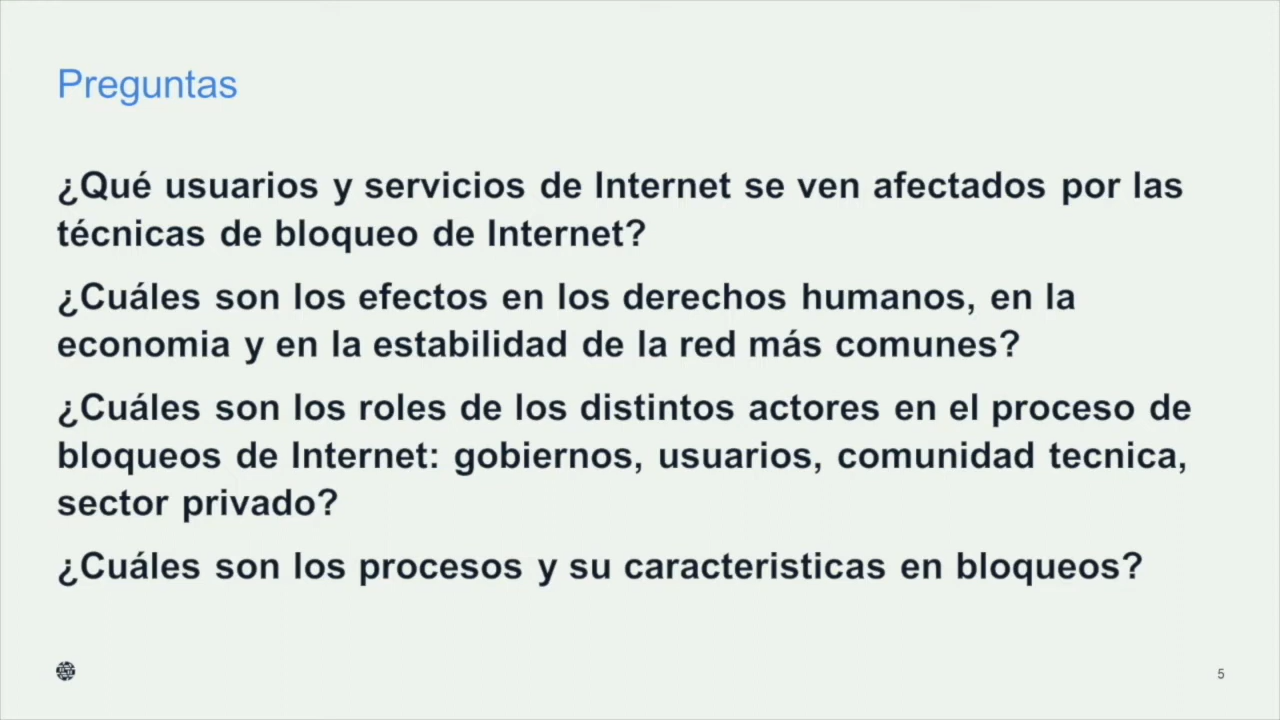 Preguntas
¿Qué usuarios y servicios de Internet se ven afectados por las
técnicas de bloqueo de Internet?
¿Cuáles son los efectos en los derechos humanos, en la
economia y en la estabilidad de la red más comunes?
¿Cuáles son los roles de los distintos actores en el proceso de
bloqueos de Internet: gobiernos, usuarios, comunidad tecnica,
sector privado?
¿Cuáles son los procesos y su caracteristicas en bloqueos?
5